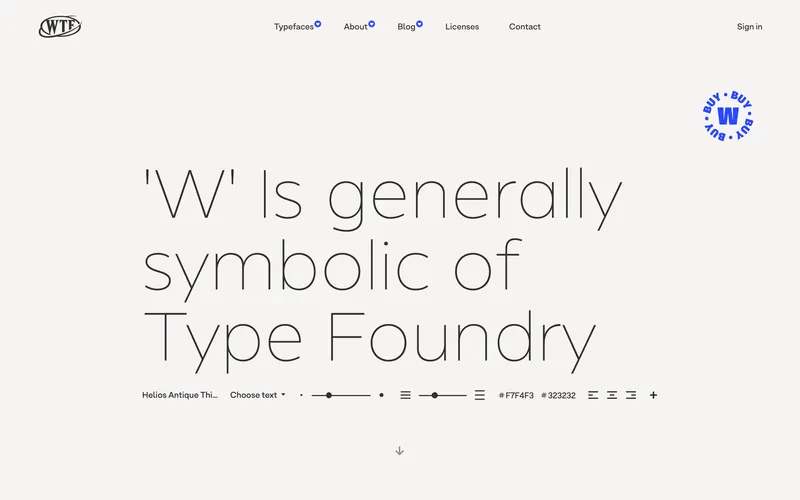 WTF
Typefaces About Blog Licenses Contact Sign in
BUY • BUY • BUY • BUY •
W
'W' Is generally
symbolic of
Type Foundry
Helios Antique Thi... Choose text #F7F4F3 #323232